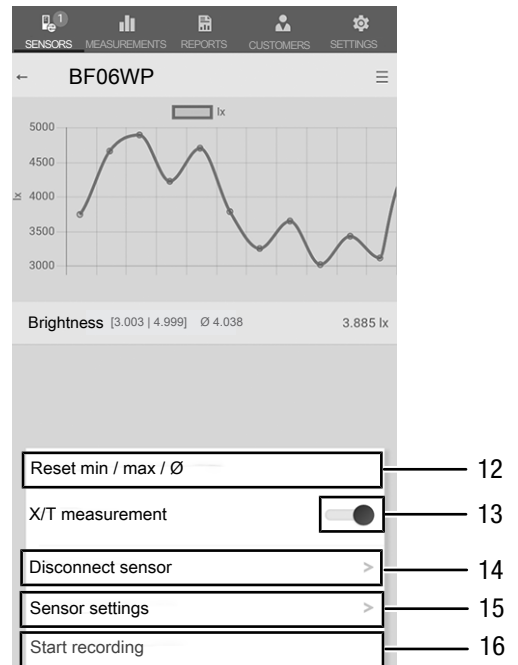 1
SENSORS MEASUREMENTS REPORTS CUSTOMERS SETTINGS
← BF06WP ☰
lx
5000
4500
lx 4000
3500
3000
Brightness [3.003 | 4.999] Ø 4.038 3.885 lx
Reset min / max / Ø 12
X/T measurement 13
Disconnect sensor > 14
Sensor settings > 15
Start recording 16